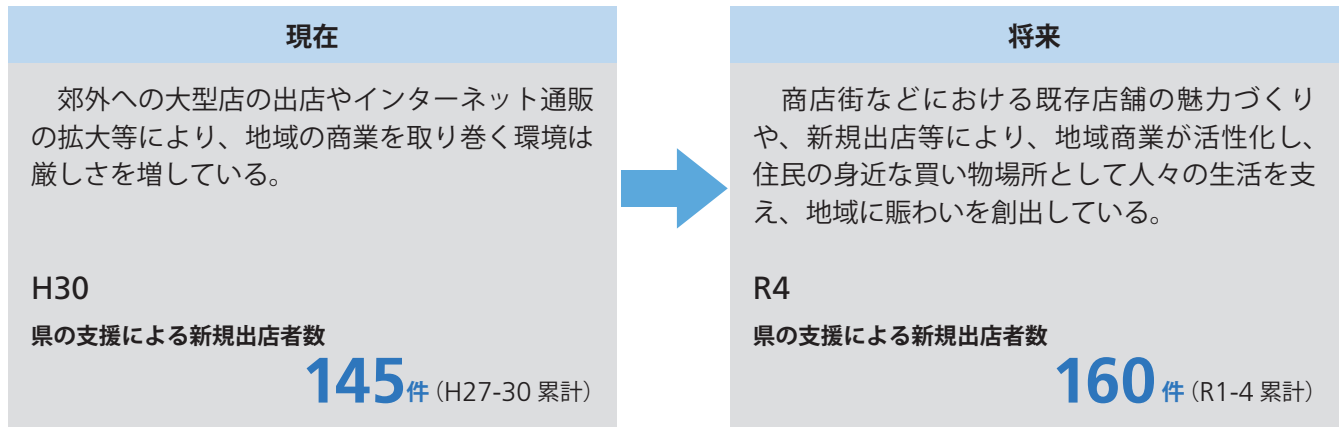 現在
郊外への大型店の出店やインターネット通販
の拡大等により、地域の商業を取り巻く環境は
厳しさを増している。
H30
県の支援による新規出店者数
145件（H27-30 累計）
将来
商店街などにおける既存店舗の魅力づくり
や、新規出店等により、地域商業が活性化し、
住民の身近な買い物場所として人々の生活を支
え、地域に賑わいを創出している。
R4
県の支援による新規出店者数
160件（R1-4 累計）